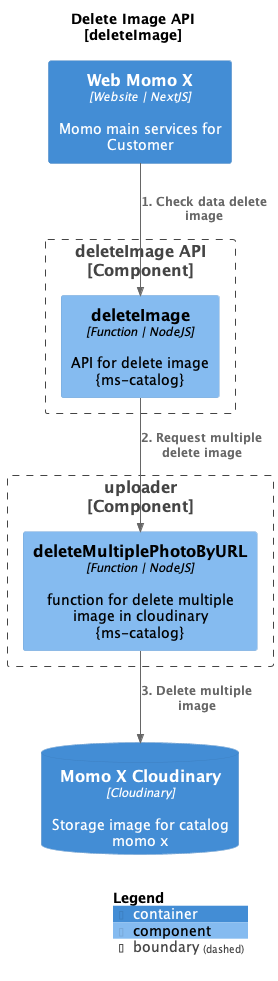 Delete Image API
[deleteImage]
Web Momo X
[Website | NextJS]
Momo main services for
Customer
1. Check data delete
image
deleteImage API
[Component]
deleteImage
[Function | NodeJS]
API for delete image
{ms-catalog}
2. Request multiple
delete image
uploader
[Component]
deleteMultiplePhotoByURL
[Function | NodeJS]
function for delete multiple
image in cloudinary
{ms-catalog}
3. Delete multiple
image
Momo X Cloudinary
[Cloudinary]
Storage image for catalog
momo x
Legend
container
component
boundary (dashed)